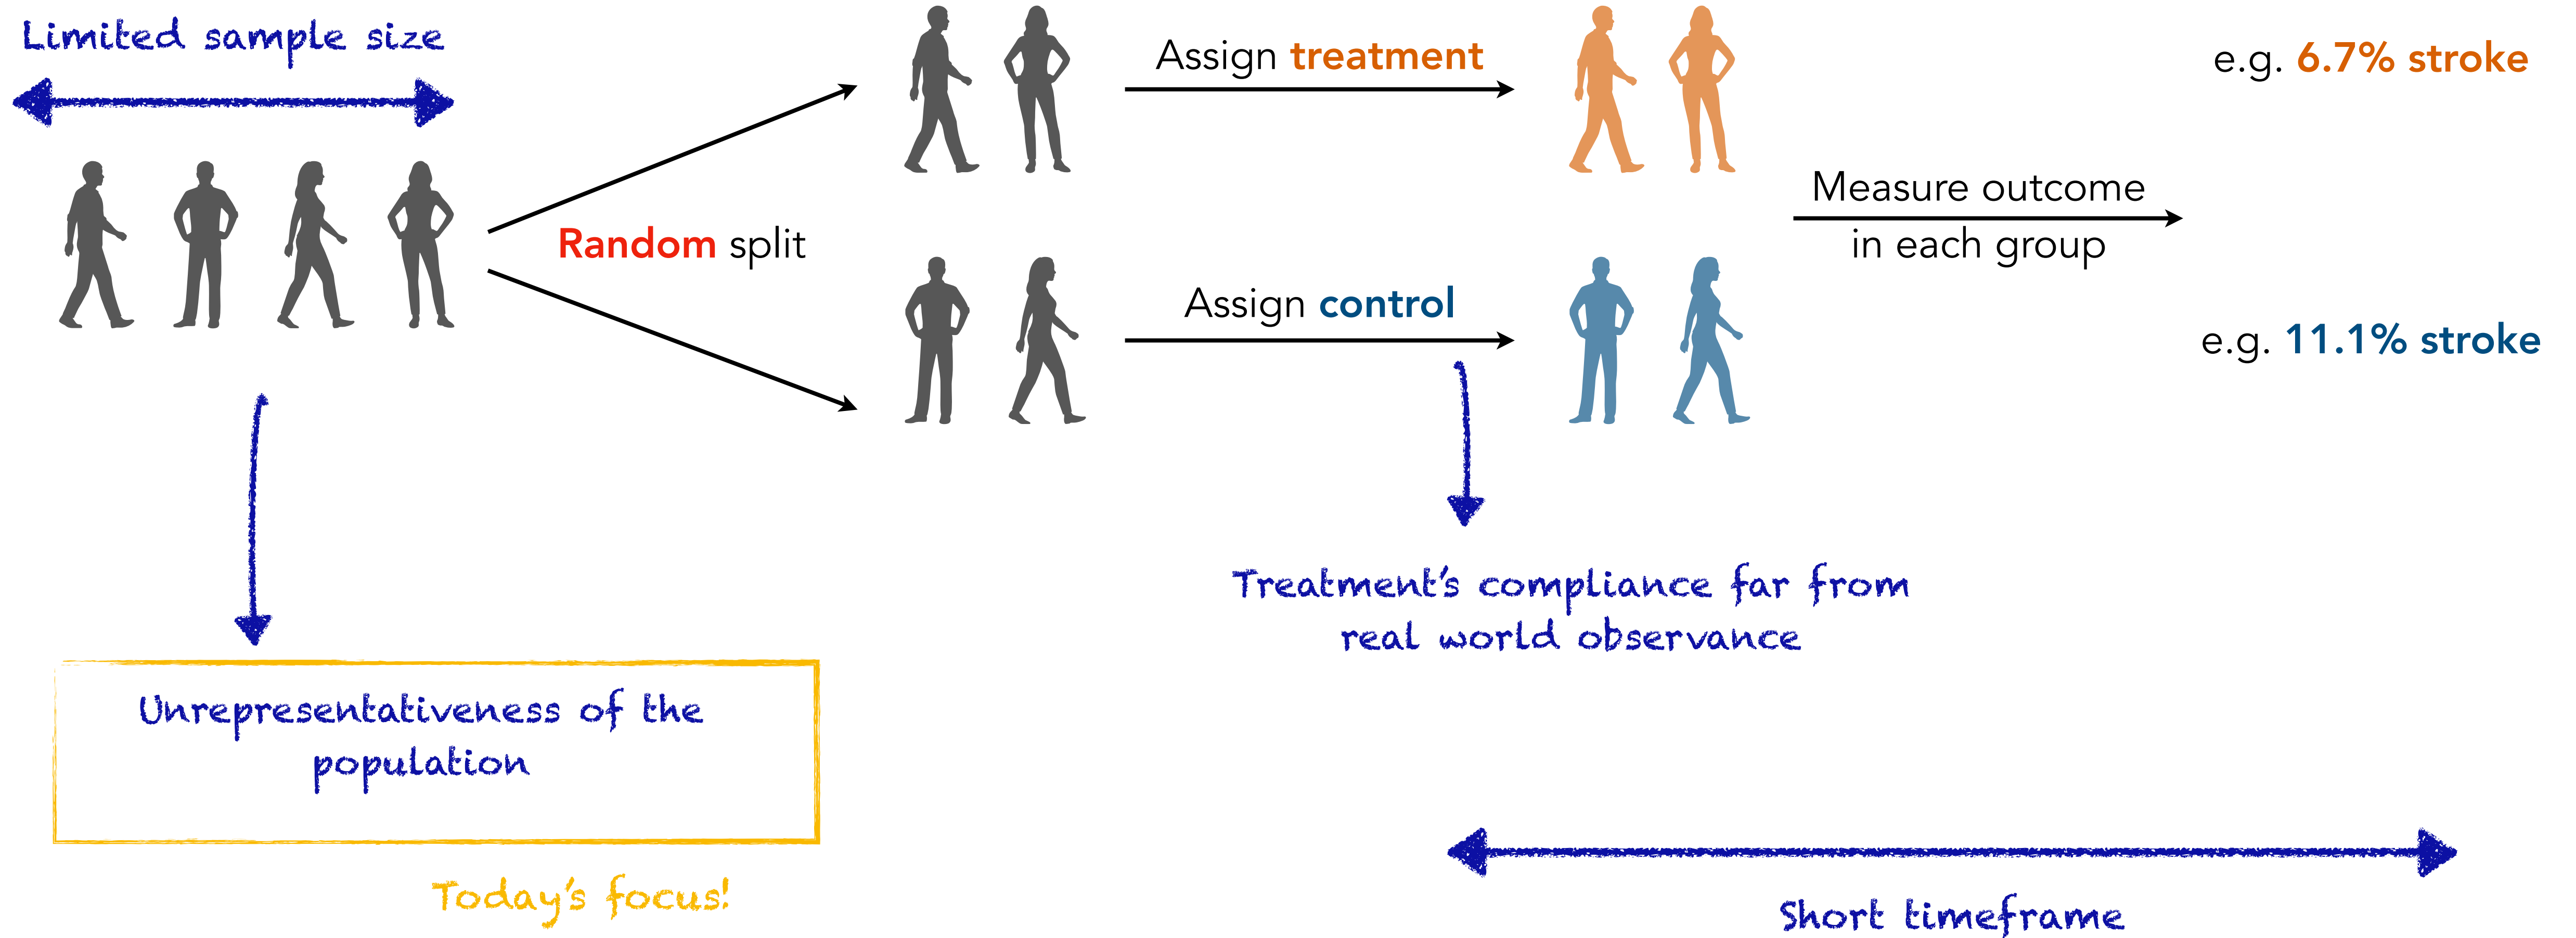 Limited sample size
Assign treatment
e.g. 6.7% stroke
Random split
Measure outcome
in each group
Assign control
e.g. 11.1% stroke
Treatment's compliance far from
real world observance
Unrepresentativeness of the
population
Today's focus!
Short timeframe